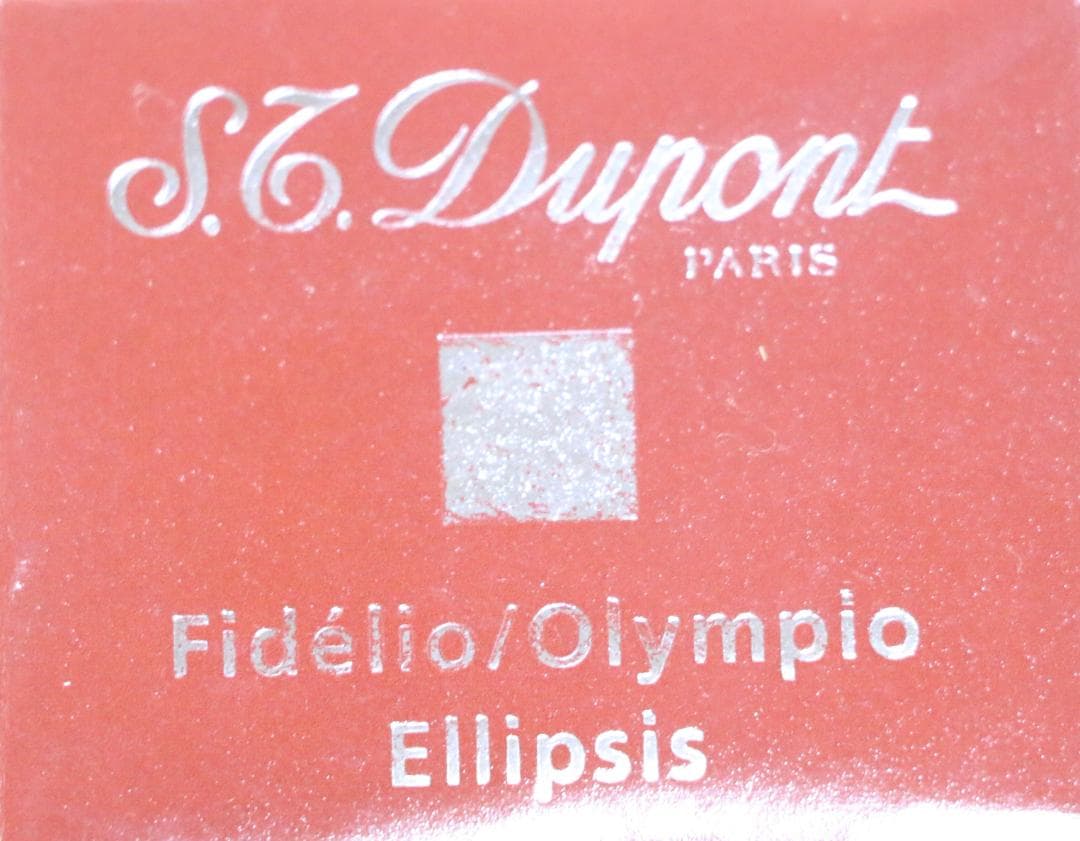 S.T. Dupont
PARIS
Fidélio/Olympio
Ellipsis